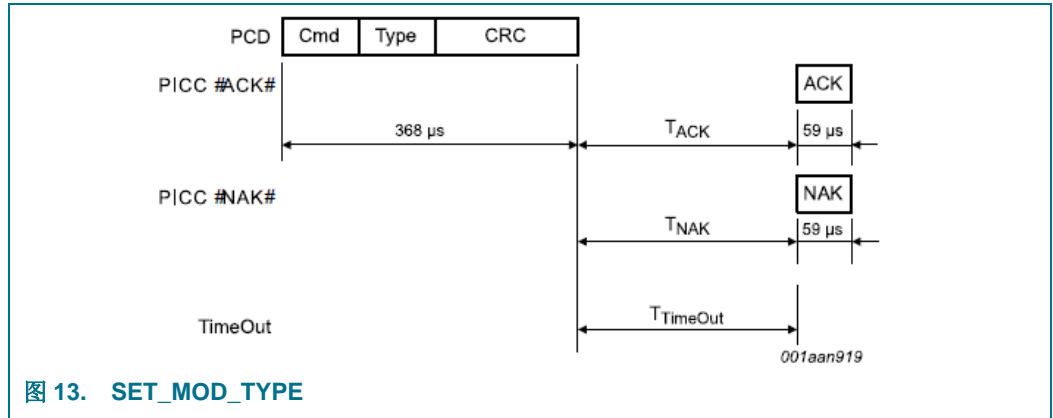 PCD Cmd Type CRC
PICC #ACK# ACK
368 µs TACK 59 µs
PICC #NAK# NAK
TNAK 59 µs
TimeOut TTimeOut
001aan919
图 13. SET_MOD_TYPE